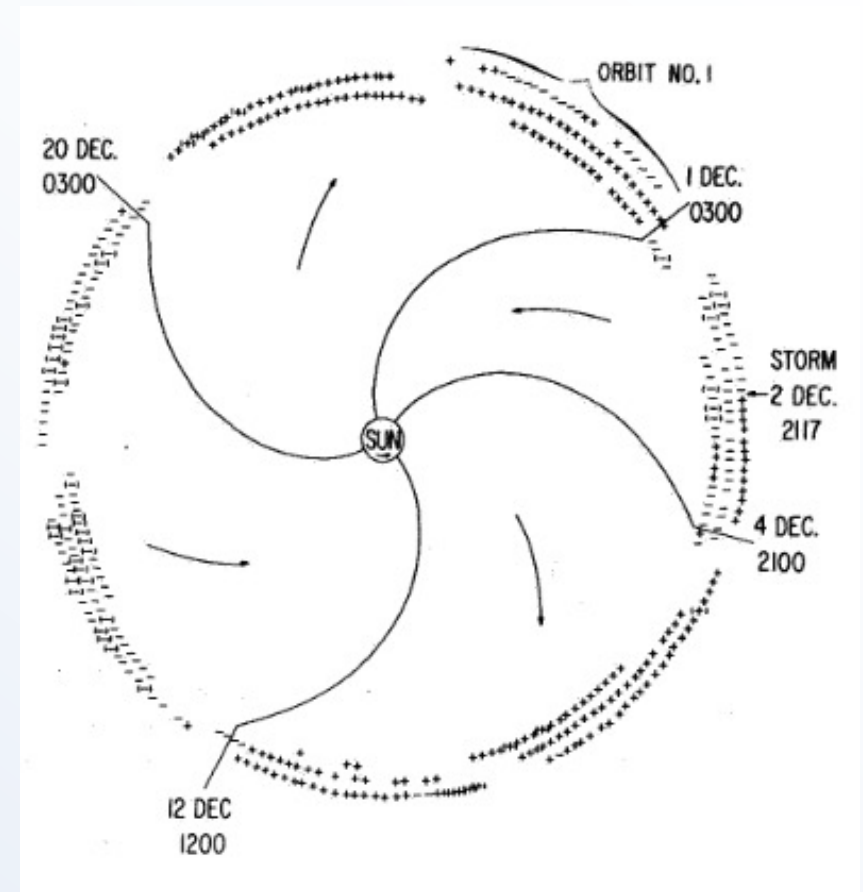 ORBIT NO. 1
20 DEC.
0300
1 DEC.
0300
STORM
2 DEC.
2117
SUN
4 DEC.
2100
12 DEC
1200